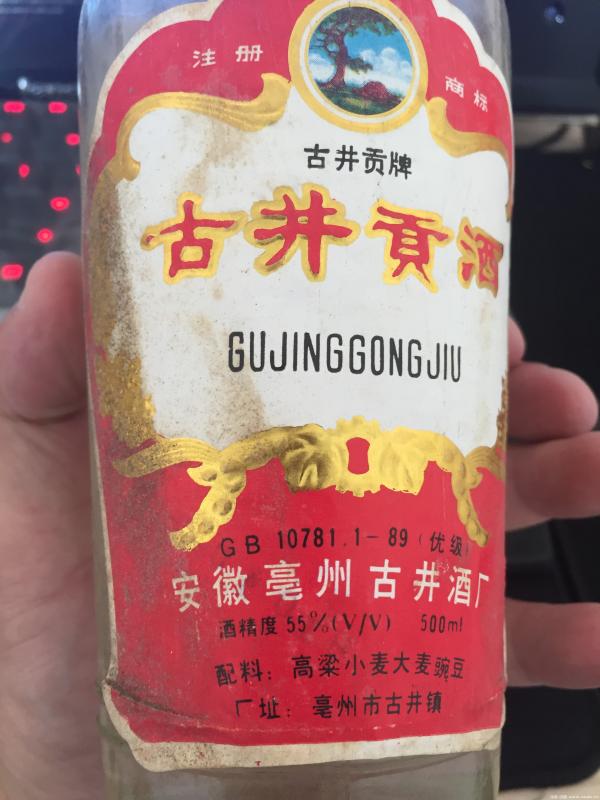 注册 商标
古井贡牌
古井貢酒
GUJINGGONGJIU
GB 10781.1-89（优级）
安徽亳州古井酒厂
酒精度 55%(V/V) 500ml
配料：高粱小麦大麦豌豆
厂址：亳州市古井镇